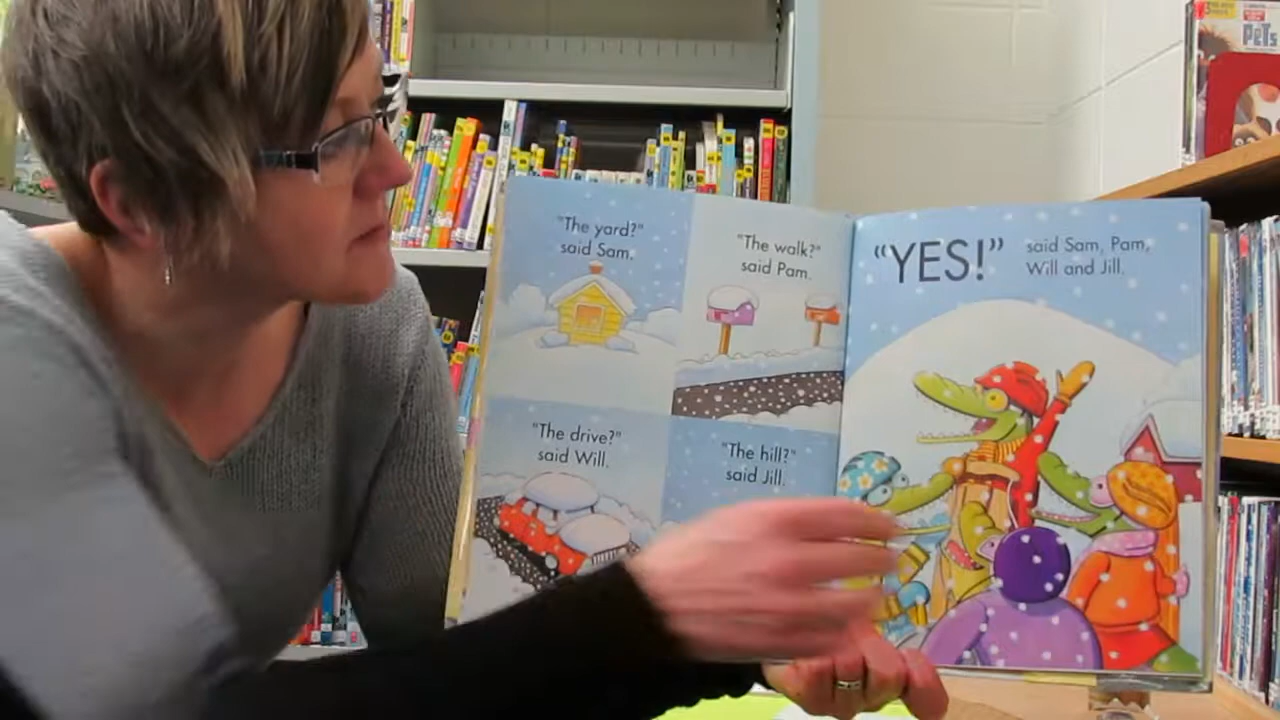 "The yard?"
said Sam.
"The walk?"
said Pam.
"The drive?"
said Will.
"The hill?"
said Jill.
"YES!"
said Sam, Pam,
Will and Jill.
PETS